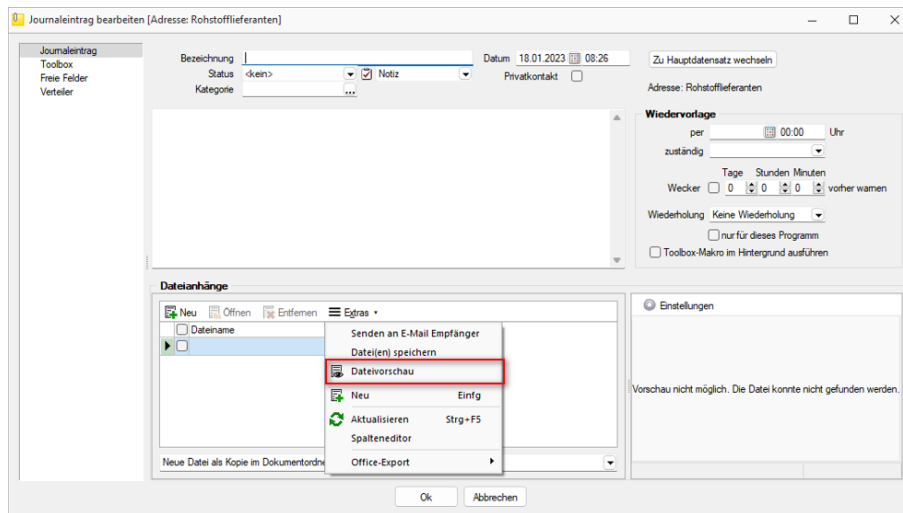 Journaleintrag bearbeiten [Adresse: Rohstofflieferanten]
Journaleintrag
Toolbox
Freie Felder
Verteiler
Bezeichnung
Datum 18.01.2023 08:26
Status <kein> Notiz
Privatkontakt
Kategorie ...
Zu Hauptdatensatz wechseln
Adresse: Rohstofflieferanten
Wiedervorlage
per 00:00 Uhr
zuständig
Tage Stunden Minuten
Wecker 0 0 0 vorher warnen
Wiederholung Keine Wiederholung
nur für dieses Programm
Toolbox-Makro im Hintergrund ausführen
Dateianhänge
Neu Öffnen Entfernen Extras
Dateiname
Senden an E-Mail Empfänger
Datei(en) speichern
Dateivorschau
Neu Einfg
Aktualisieren Strg+F5
Spalteneditor
Office-Export
Neue Datei als Kopie im Dokumentordne
Einstellungen
Vorschau nicht möglich. Die Datei konnte nicht gefunden werden.
Ok Abbrechen